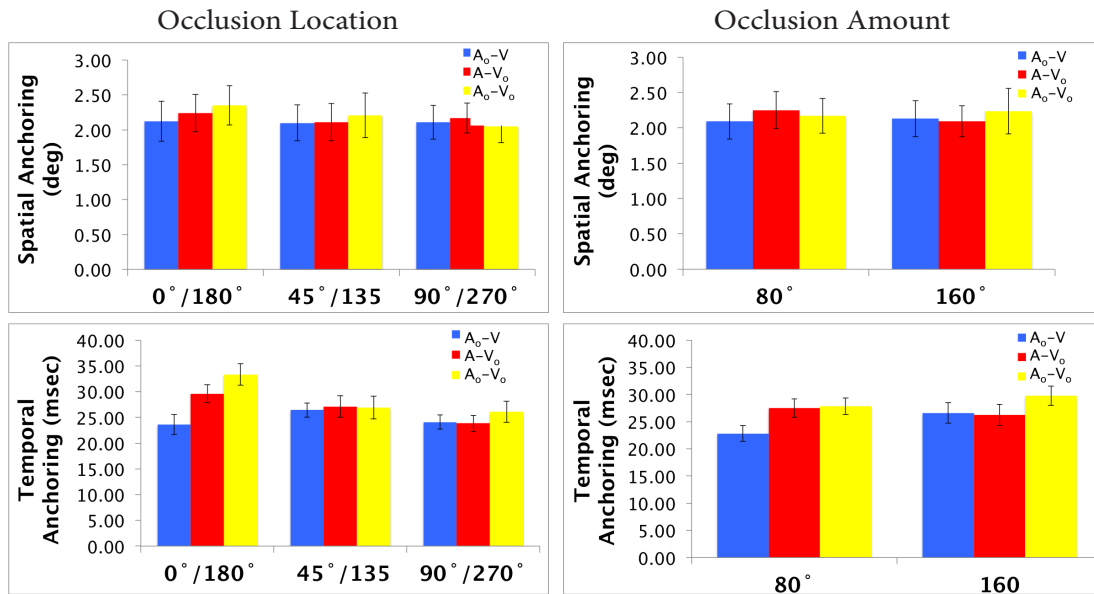 Occlusion Location
Occlusion Amount
Spatial Anchoring
(deg)
3.00
2.50
2.00
1.50
1.00
0.50
0.00
Aₒ-V
A-Vₒ
Aₒ-Vₒ
0°/180°
45°/135
90°/270°
Spatial Anchoring
(deg)
3.00
2.50
2.00
1.50
1.00
0.50
0.00
Aₒ-V
A-Vₒ
Aₒ-Vₒ
80°
160°
Temporal
Anchoring (msec)
40.00
35.00
30.00
25.00
20.00
15.00
10.00
5.00
0.00
Aₒ-V
A-Vₒ
Aₒ-Vₒ
0°/180°
45°/135
90°/270°
Temporal
Anchoring (msec)
40.00
35.00
30.00
25.00
20.00
15.00
10.00
5.00
0.00
Aₒ-V
A-Vₒ
Aₒ-Vₒ
80°
160